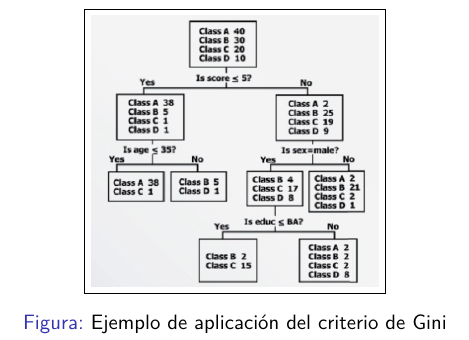 Class A 40
Class B 30
Class C 20
Class D 10
Is score ≤ 5?
Yes
No
Class A 38
Class B 5
Class C 1
Class D 1
Class A 2
Class B 25
Class C 19
Class D 9
Is age ≤ 35?
Is sex=male?
Yes
No
Yes
No
Class A 38
Class C 1
Class B 5
Class D 1
Class B 4
Class C 17
Class D 8
Class A 2
Class B 21
Class C 2
Class D 1
Is educ ≤ BA?
Yes
No
Class B 2
Class C 15
Class A 2
Class B 2
Class C 2
Class D 8
Figura: Ejemplo de aplicación del criterio de Gini